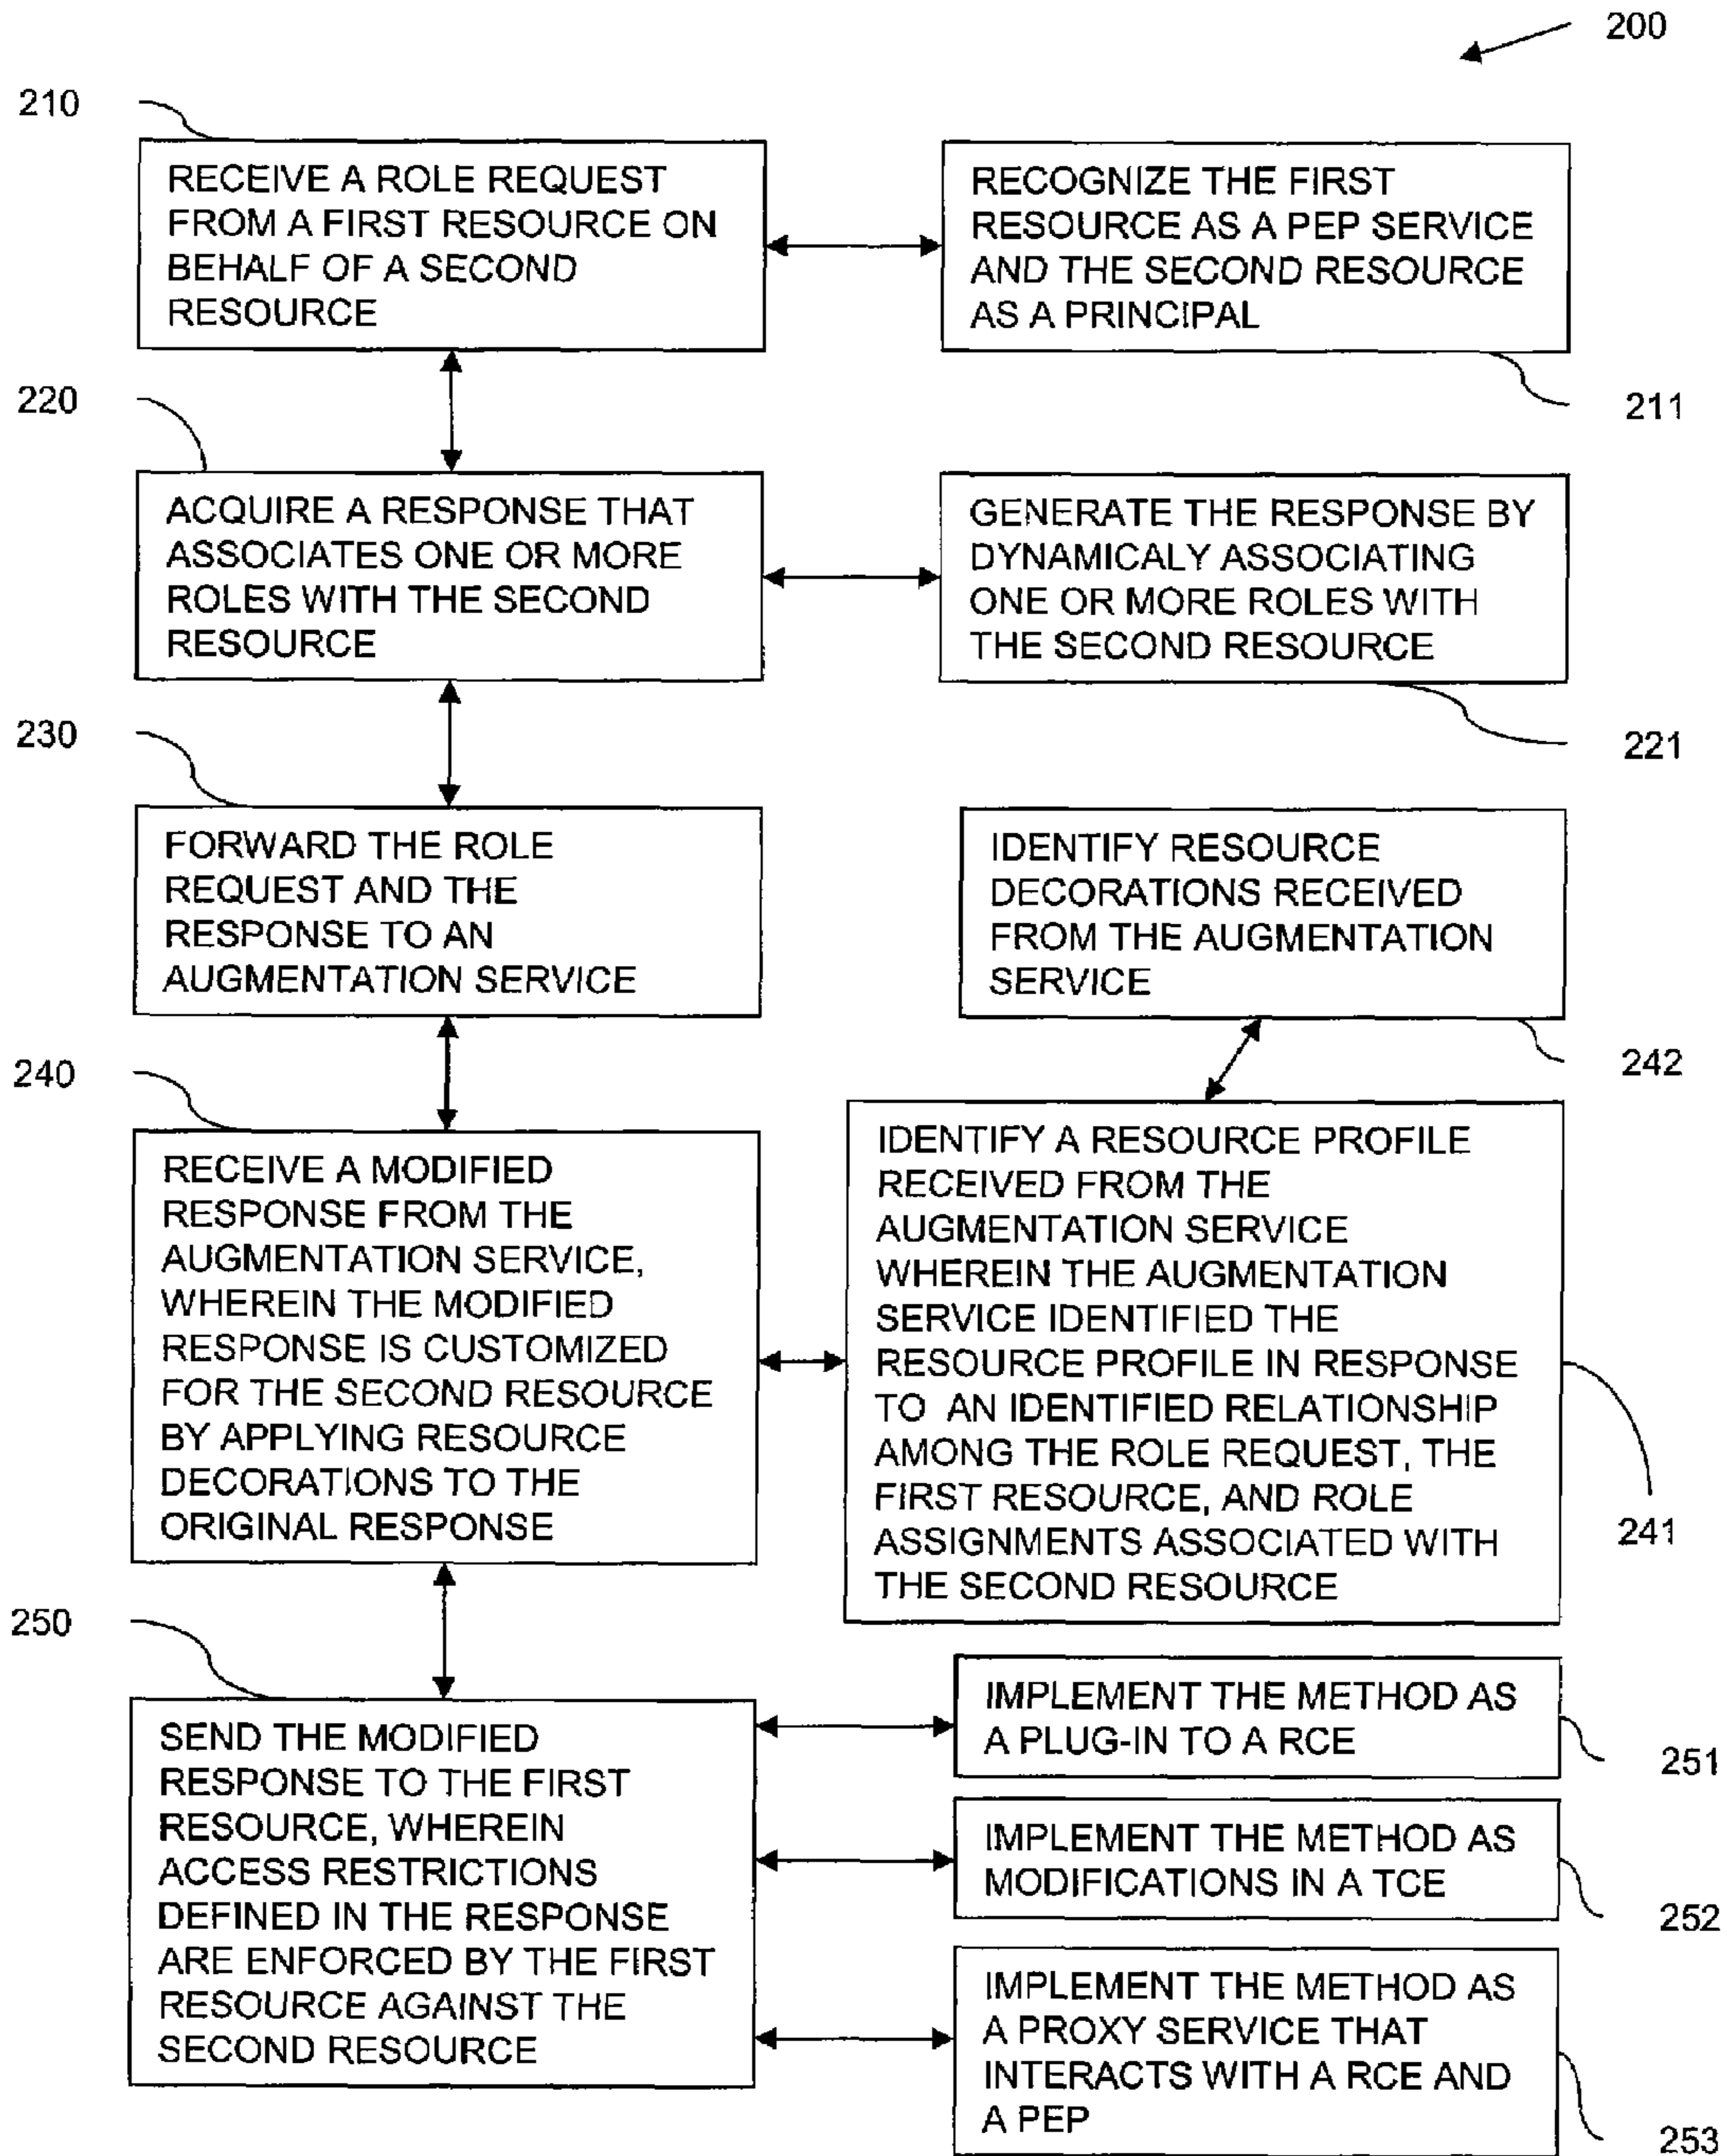 200
210
RECEIVE A ROLE REQUEST
FROM A FIRST RESOURCE ON
BEHALF OF A SECOND
RESOURCE
RECOGNIZE THE FIRST
RESOURCE AS A PEP SERVICE
AND THE SECOND RESOURCE
AS A PRINCIPAL
211
220
ACQUIRE A RESPONSE THAT
ASSOCIATES ONE OR MORE
ROLES WITH THE SECOND
RESOURCE
GENERATE THE RESPONSE BY
DYNAMICALY ASSOCIATING
ONE OR MORE ROLES WITH
THE SECOND RESOURCE
221
230
FORWARD THE ROLE
REQUEST AND THE
RESPONSE TO AN
AUGMENTATION SERVICE
IDENTIFY RESOURCE
DECORATIONS RECEIVED
FROM THE AUGMENTATION
SERVICE
242
240
RECEIVE A MODIFIED
RESPONSE FROM THE
AUGMENTATION SERVICE,
WHEREIN THE MODIFIED
RESPONSE IS CUSTOMIZED
FOR THE SECOND RESOURCE
BY APPLYING RESOURCE
DECORATIONS TO THE
ORIGINAL RESPONSE
IDENTIFY A RESOURCE PROFILE
RECEIVED FROM THE
AUGMENTATION SERVICE
WHEREIN THE AUGMENTATION
SERVICE IDENTIFIED THE
RESOURCE PROFILE IN RESPONSE
TO AN IDENTIFIED RELATIONSHIP
AMONG THE ROLE REQUEST, THE
FIRST RESOURCE, AND ROLE
ASSIGNMENTS ASSOCIATED WITH
THE SECOND RESOURCE
241
250
SEND THE MODIFIED
RESPONSE TO THE FIRST
RESOURCE, WHEREIN
ACCESS RESTRICTIONS
DEFINED IN THE RESPONSE
ARE ENFORCED BY THE FIRST
RESOURCE AGAINST THE
SECOND RESOURCE
IMPLEMENT THE METHOD AS
A PLUG-IN TO A RCE
251
IMPLEMENT THE METHOD AS
MODIFICATIONS IN A TCE
252
IMPLEMENT THE METHOD AS
A PROXY SERVICE THAT
INTERACTS WITH A RCE AND
A PEP
253